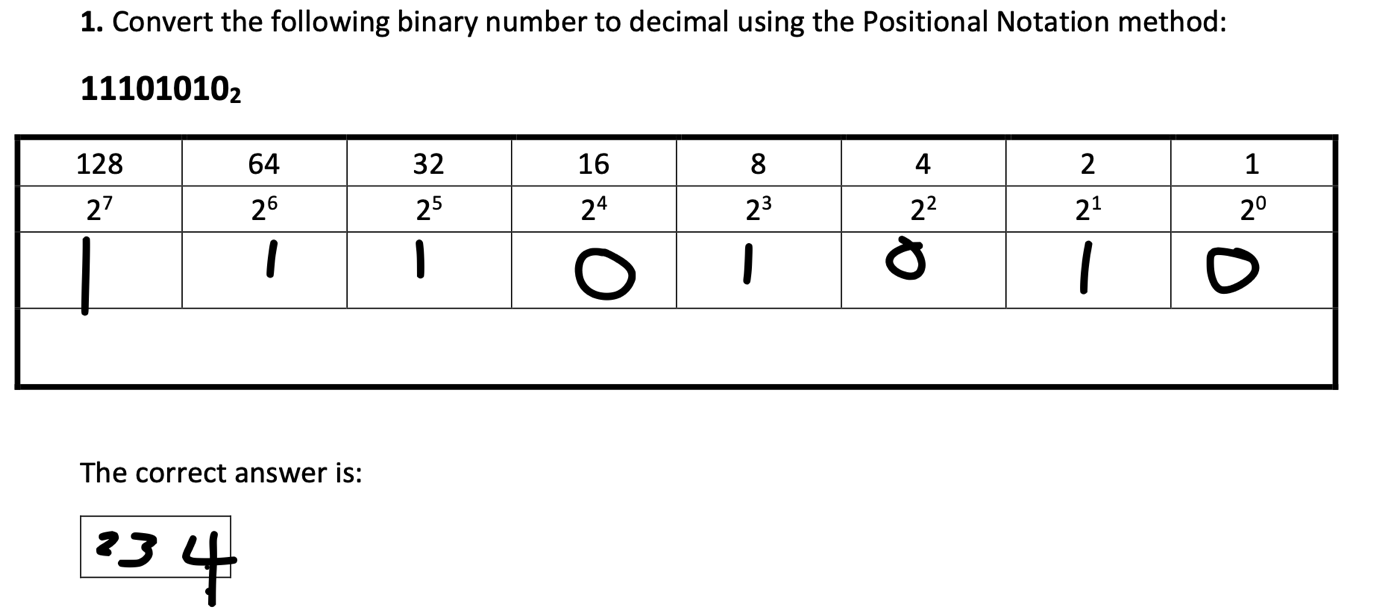 1. Convert the following binary number to decimal using the Positional Notation method:
11101010₂
128 64 32 16 8 4 2 1
2⁷ 2⁶ 2⁵ 2⁴ 2³ 2² 2¹ 2⁰
1 1 1 0 1 0 1 0
The correct answer is:
234